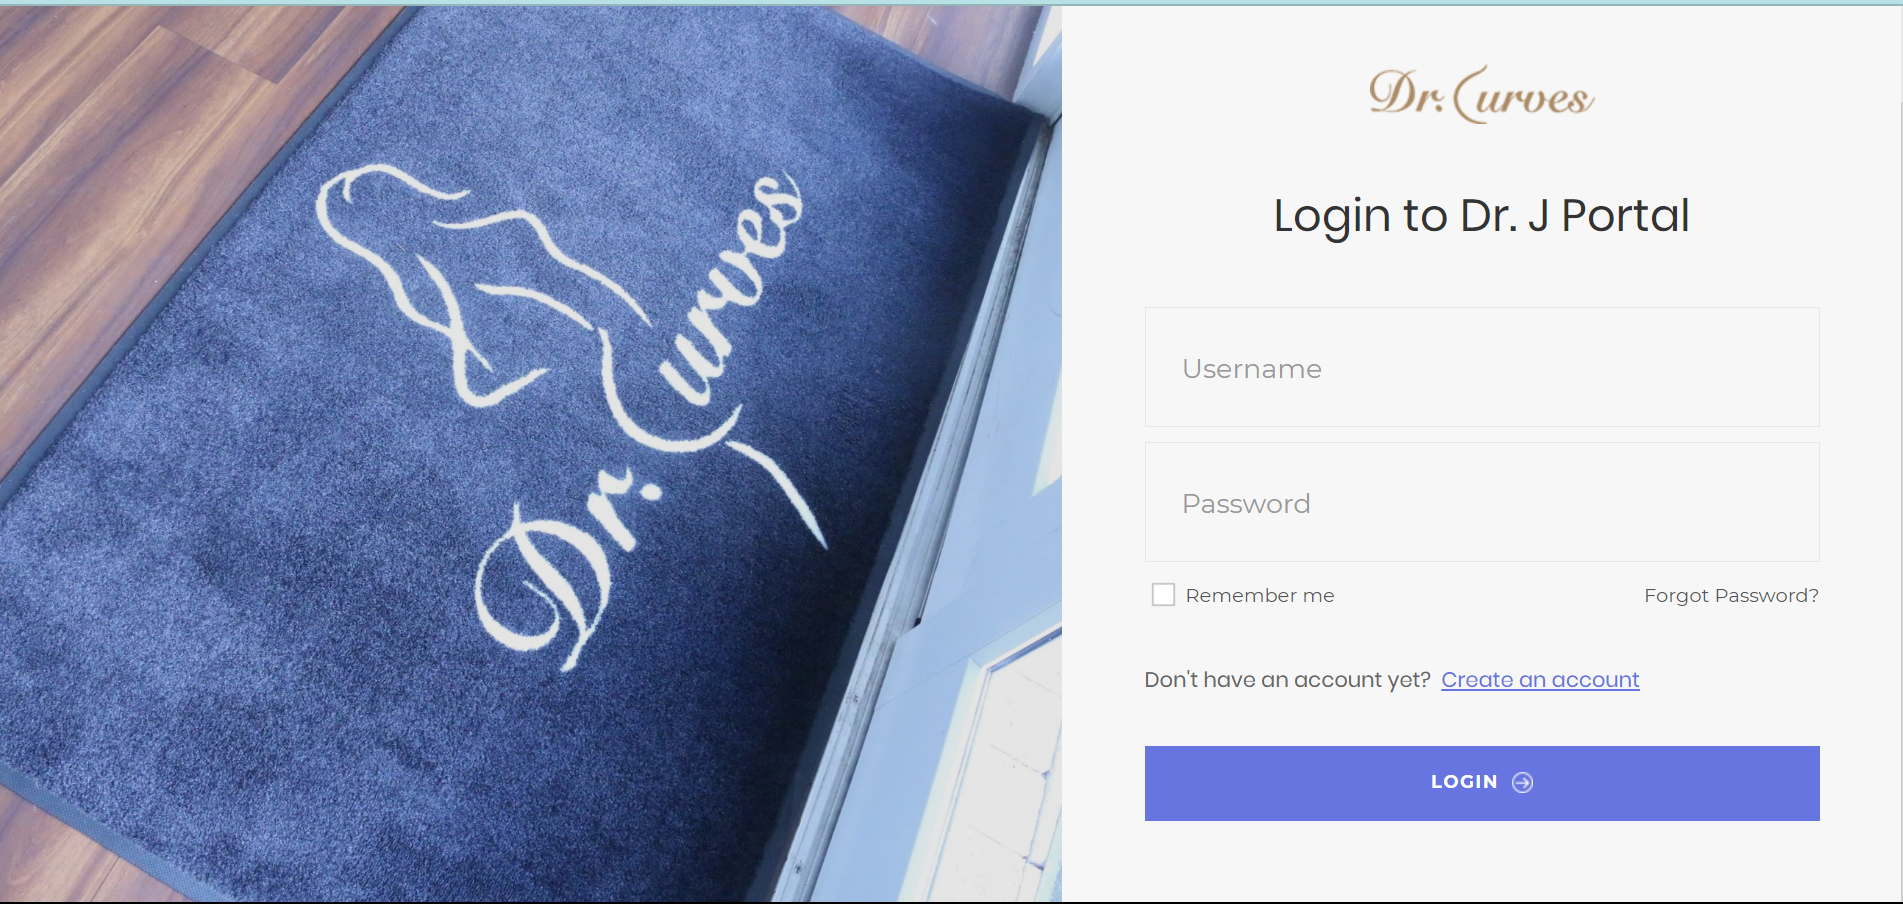 Dr. Curves
Dr. Curves
Login to Dr. J Portal
Username
Password
Remember me
Forgot Password?
Don't have an account yet? Create an account
LOGIN